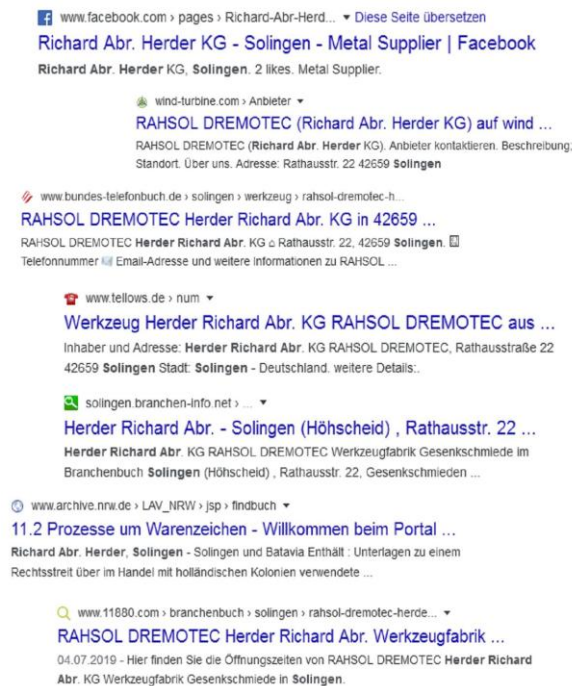 www.facebook.com › pages › Richard-Abr-Herd... ▾ Diese Seite übersetzen
Richard Abr. Herder KG - Solingen - Metal Supplier | Facebook
Richard Abr. Herder KG, Solingen. 2 likes. Metal Supplier.
wind-turbine.com › Anbieter ▾
RAHSOL DREMOTEC (Richard Abr. Herder KG) auf wind ...
RAHSOL DREMOTEC (Richard Abr. Herder KG). Anbieter kontaktieren. Beschreibung;
Standort. Über uns. Adresse: Rathausstr. 22 42659 Solingen
www.bundes-telefonbuch.de › solingen › werkzeug › rahsol-dremotec-h...
RAHSOL DREMOTEC Herder Richard Abr. KG in 42659 ...
RAHSOL DREMOTEC Herder Richard Abr. KG ⌂ Rathausstr. 22, 42659 Solingen.
Telefonnummer Email-Adresse und weitere Informationen zu RAHSOL ...
www.tellows.de › num ▾
Werkzeug Herder Richard Abr. KG RAHSOL DREMOTEC aus ...
Inhaber und Adresse: Herder Richard Abr. KG RAHSOL DREMOTEC, Rathausstraße 22
42659 Solingen Stadt: Solingen - Deutschland. weitere Details:.
solingen.branchen-info.net › ... ▾
Herder Richard Abr. - Solingen (Höhscheid) , Rathausstr. 22 ...
Herder Richard Abr. KG RAHSOL DREMOTEC Werkzeugfabrik Gesenkschmiede im
Branchenbuch Solingen (Höhscheid) , Rathausstr. 22, Gesenkschmieden ...
www.archive.nrw.de › LAV_NRW › jsp › findbuch ▾
11.2 Prozesse um Warenzeichen - Willkommen beim Portal ...
Richard Abr. Herder, Solingen - Solingen und Batavia Enthält : Unterlagen zu einem
Rechtsstreit über im Handel mit holländischen Kolonien verwendete ...
www.11880.com › branchenbuch › solingen › rahsol-dremotec-herde... ▾
RAHSOL DREMOTEC Herder Richard Abr. Werkzeugfabrik ...
04.07.2019 - Hier finden Sie die Öffnungszeiten von RAHSOL DREMOTEC Herder Richard
Abr. KG Werkzeugfabrik Gesenkschmiede in Solingen.